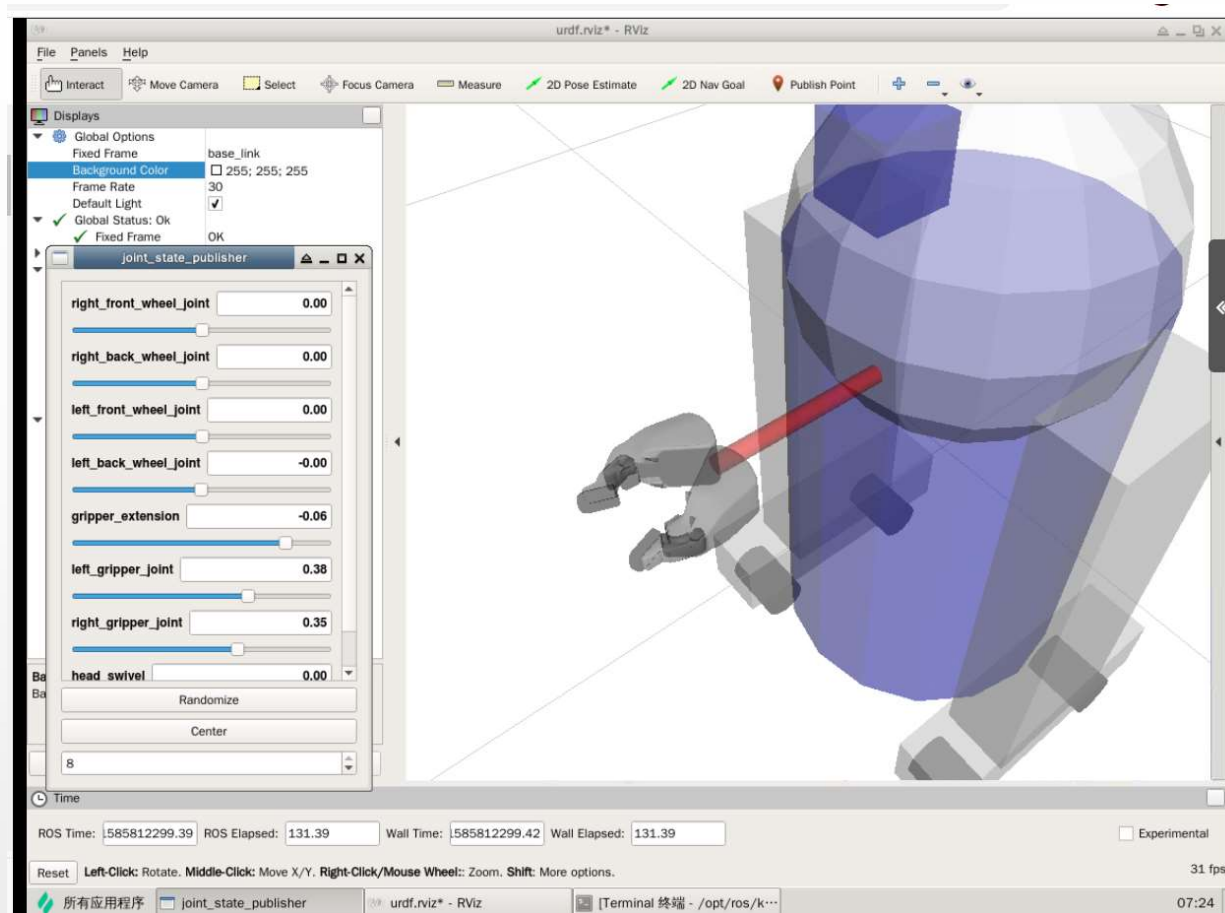 urdf.rviz* - RViz
File Panels Help
Interact Move Camera Select Focus Camera Measure 2D Pose Estimate 2D Nav Goal Publish Point
Displays
Global Options
Fixed Frame base_link
Background Color 255; 255; 255
Frame Rate 30
Default Light
Global Status: Ok
Fixed Frame OK
joint_state_publisher
right_front_wheel_joint 0.00
right_back_wheel_joint 0.00
left_front_wheel_joint 0.00
left_back_wheel_joint -0.00
gripper_extension -0.06
left_gripper_joint 0.38
right_gripper_joint 0.35
head_swivel 0.00
Ba
Ba
Randomize
Center
8
Time
ROS Time: .585812299.39 ROS Elapsed: 131.39 Wall Time: .585812299.42 Wall Elapsed: 131.39 Experimental
Reset Left-Click: Rotate. Middle-Click: Move X/Y. Right-Click/Mouse Wheel:: Zoom. Shift: More options. 31 fps
所有应用程序 joint_state_publisher urdf.rviz* - RViz [Terminal 终端 - /opt/ros/k⋯ 07:24